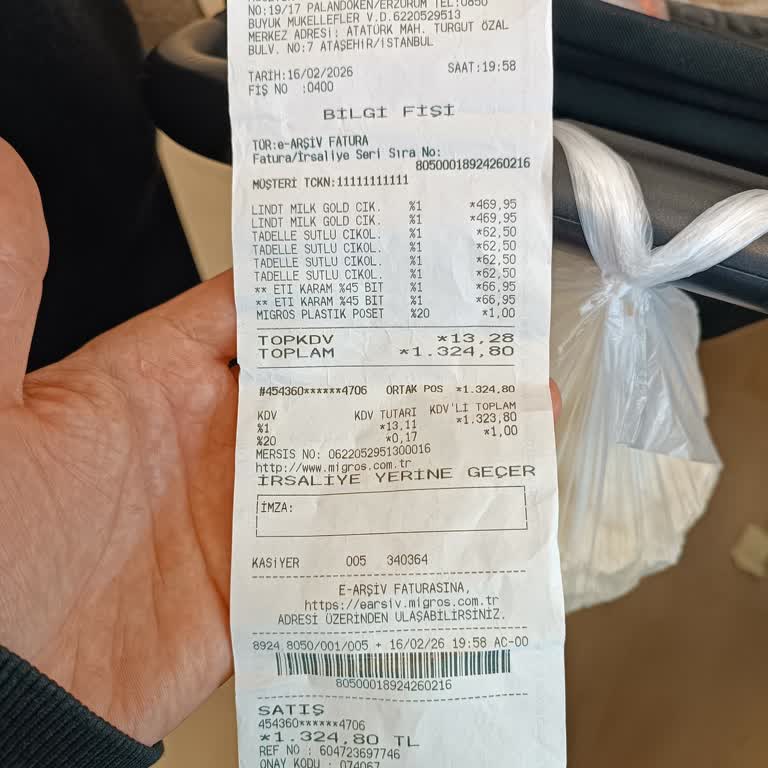 NO:19/17 PALANDÖKEN/ERZURUM TEL:0850
BUYUK MUKELLEFLER V.D.6220529513
MERKEZ ADRESİ: ATATÜRK MAH. TURGUT ÖZAL
BULV. NO:7 ATAŞEHİR/İSTANBUL
TARİH:16/02/2026 SAAT:19:58
FİŞ NO :0400
BİLGİ FİŞİ
TÜR:e-ARŞİV FATURA
Fatura/İrsaliye Seri Sıra No:
80500018924260216
MÜŞTERİ TCKN:11111111111
LINDT MILK GOLD CIK. %1 *469,95
LINDT MILK GOLD CIK. %1 *469,95
TADELLE SUTLU CIKOL. %1 *62,50
TADELLE SUTLU CIKOL. %1 *62,50
TADELLE SUTLU CIKOL. %1 *62,50
TADELLE SUTLU CIKOL. %1 *62,50
** ETI KARAM %45 BIT %1 *66,95
** ETI KARAM %45 BIT %1 *66,95
MIGROS PLASTIK POSET %20 *1,00
TOPKDV *13,28
TOPLAM *1.324,80
#454360******4706 ORTAK POS *1.324,80
KDV KDV TUTARI KDV'Lİ TOPLAM
%1 *13,11 *1.323,80
%20 *0,17 *1,00
MERSIS NO: 0622052951300016
http://www.migros.com.tr
İRSALİYE YERİNE GEÇER
İMZA:
KASİYER 005 340364
E-ARŞİV FATURASINA,
https://earsiv.migros.com.tr
ADRESİ ÜZERİNDEN ULAŞABİLİRSİNİZ.
8924 8050/001/005 + 16/02/26 19:58 AC-00
80500018924260216
SATIŞ
454360******4706
*1.324,80 TL
REF NO : 604723697746
ONAY KODU : 074067